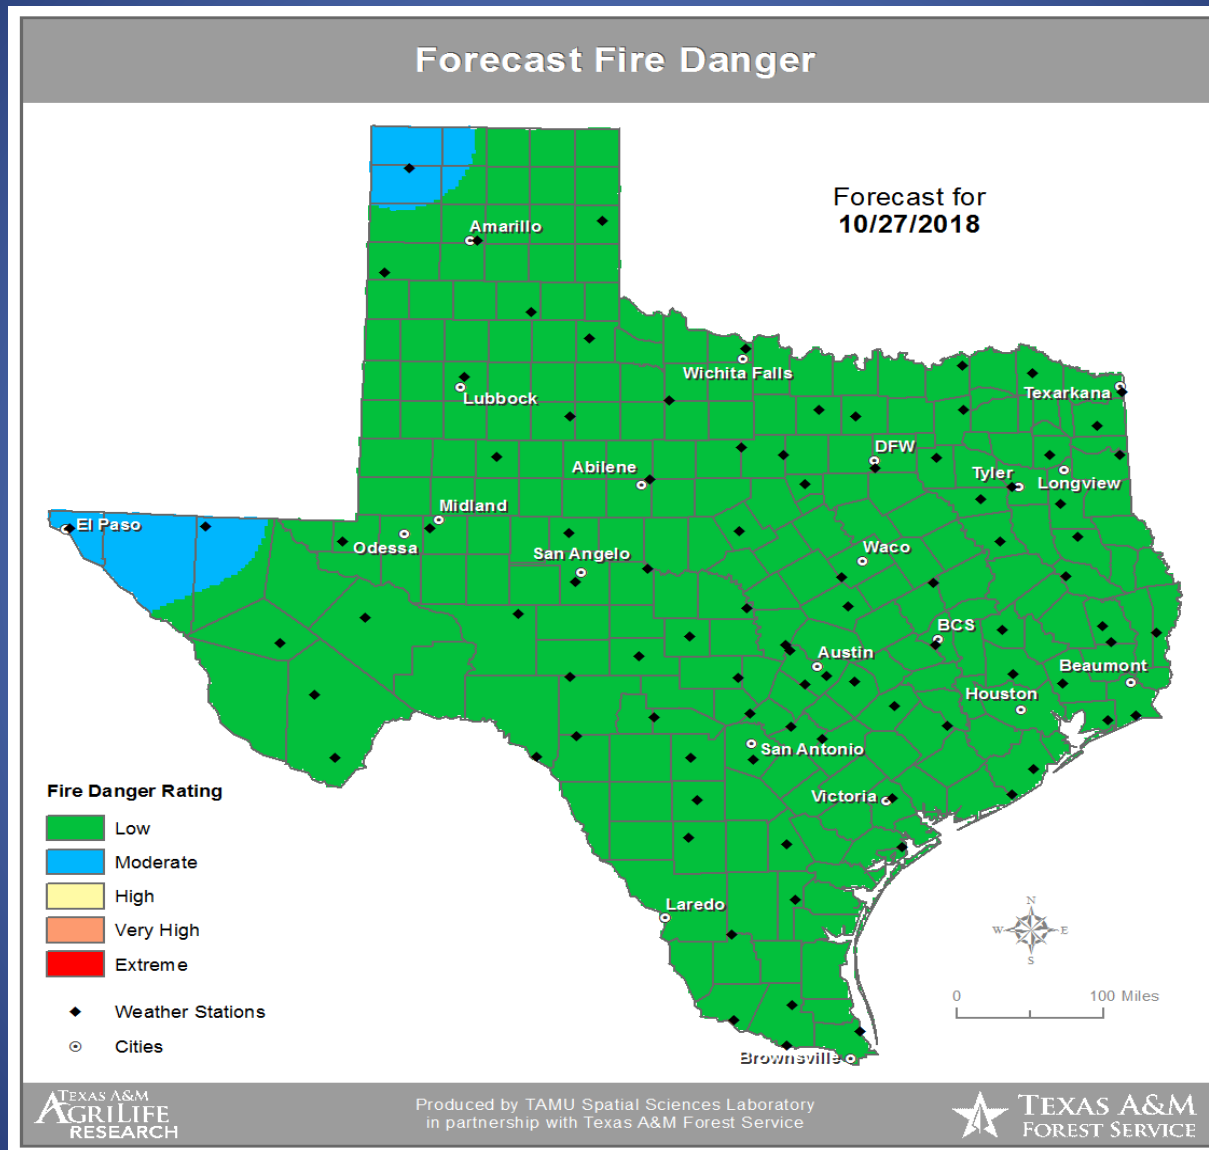 Forecast Fire Danger
Forecast for
10/27/2018
Amarillo
Wichita Falls
Lubbock
Texarkana
DFW
Abilene
Tyler
Longview
Midland
El Paso
Odessa
San Angelo
Waco
BCS
Austin
Beaumont
Houston
San Antonio
Victoria
Fire Danger Rating
Low
Moderate
High
Very High
Extreme
Weather Stations
Cities
Laredo
N
W E
S
0 100 Miles
Brownsville
TEXAS A&M
AGRILIFE
RESEARCH
Produced by TAMU Spatial Sciences Laboratory
in partnership with Texas A&M Forest Service
TEXAS A&M
FOREST SERVICE